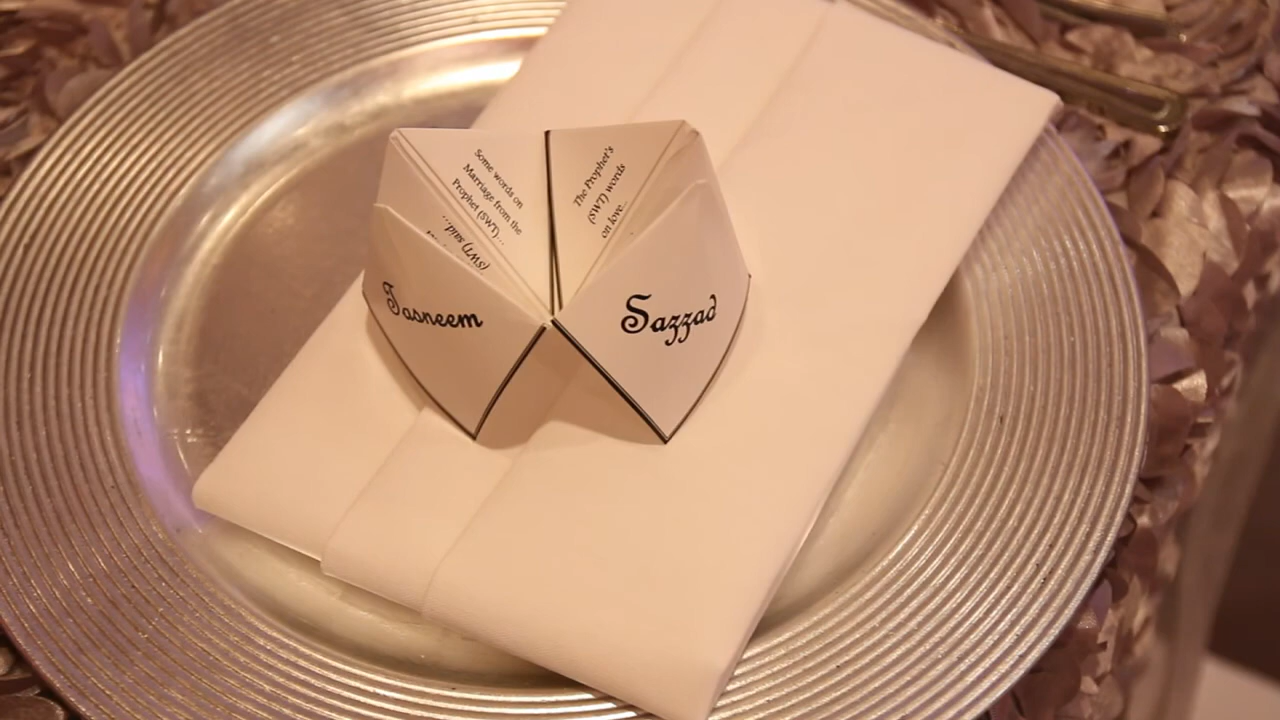 Some words on
Marriage from the
Prophet (SWT)...
The Prophet's
(SWT) words
on love...
(SWT) said...
Tasneem
Sazzad